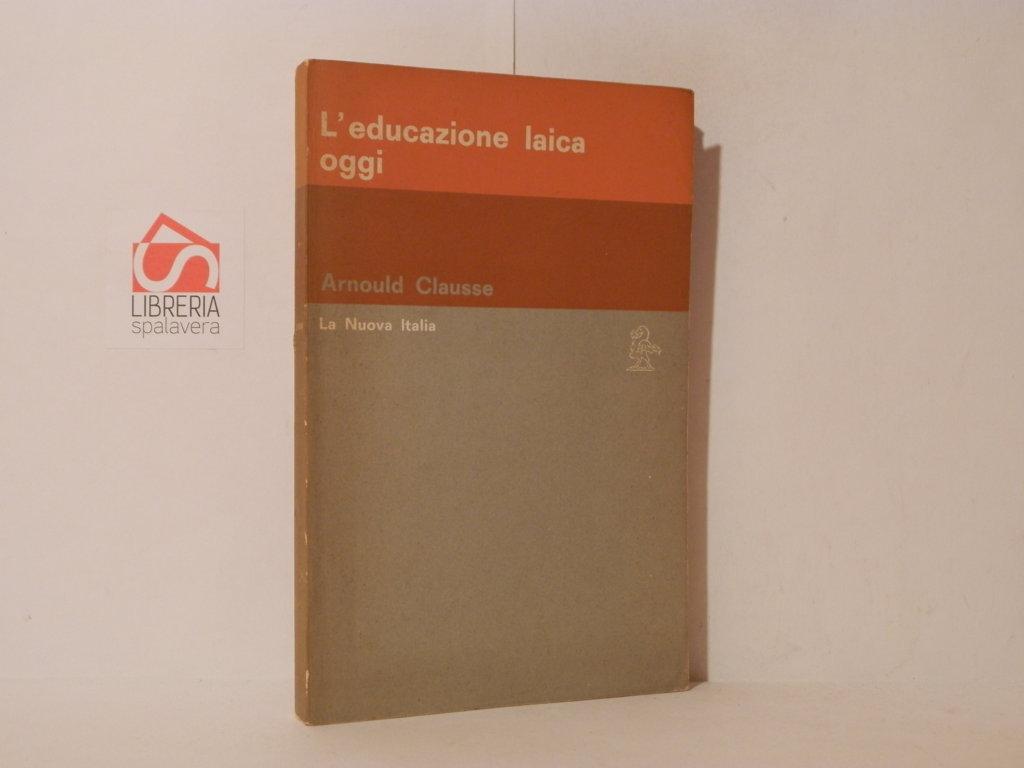 L'educazione laica
oggi
Arnould Clausse
La Nuova Italia
LIBRERIA
spalavera